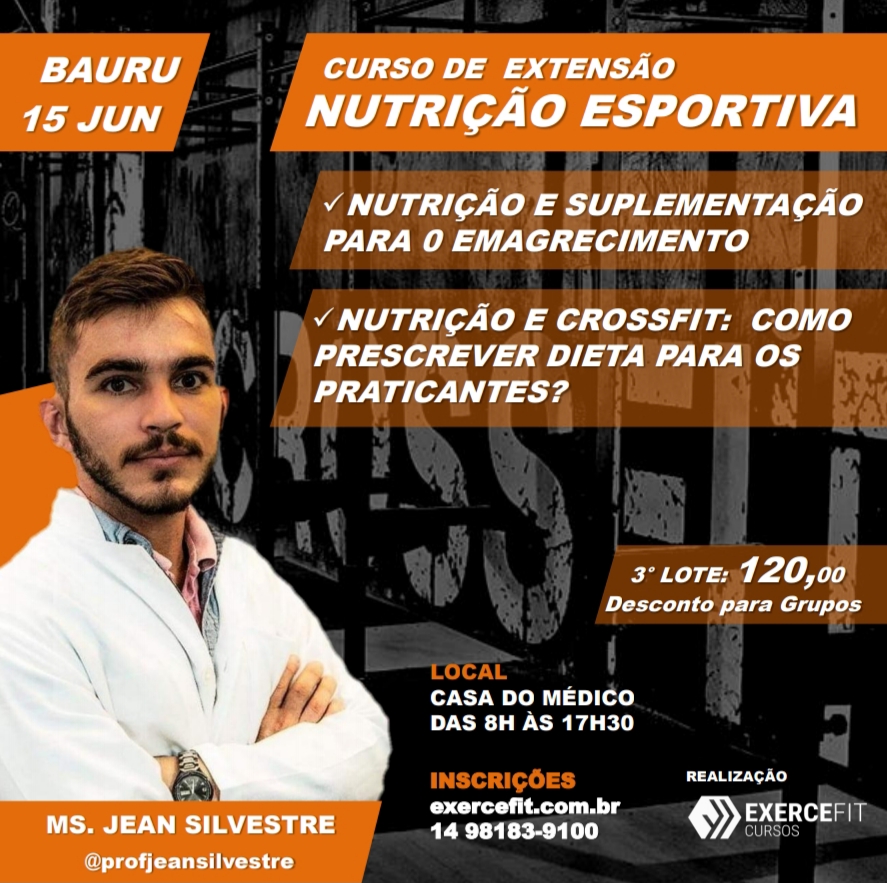 BAURU
15 JUN
CURSO DE EXTENSÃO
NUTRIÇÃO ESPORTIVA
✓NUTRIÇÃO E SUPLEMENTAÇÃO
PARA 0 EMAGRECIMENTO
✓NUTRIÇÃO E CROSSFIT: COMO
PRESCREVER DIETA PARA OS
PRATICANTES?
CROSSFIT
3° LOTE: 120,00
Desconto para Grupos
LOCAL
CASA DO MÉDICO
DAS 8H ÀS 17H30
INSCRIÇÕES
exercefit.com.br
14 98183-9100
REALIZAÇÃO
EXERCEFIT
CURSOS
MS. JEAN SILVESTRE
@profjeansilvestre